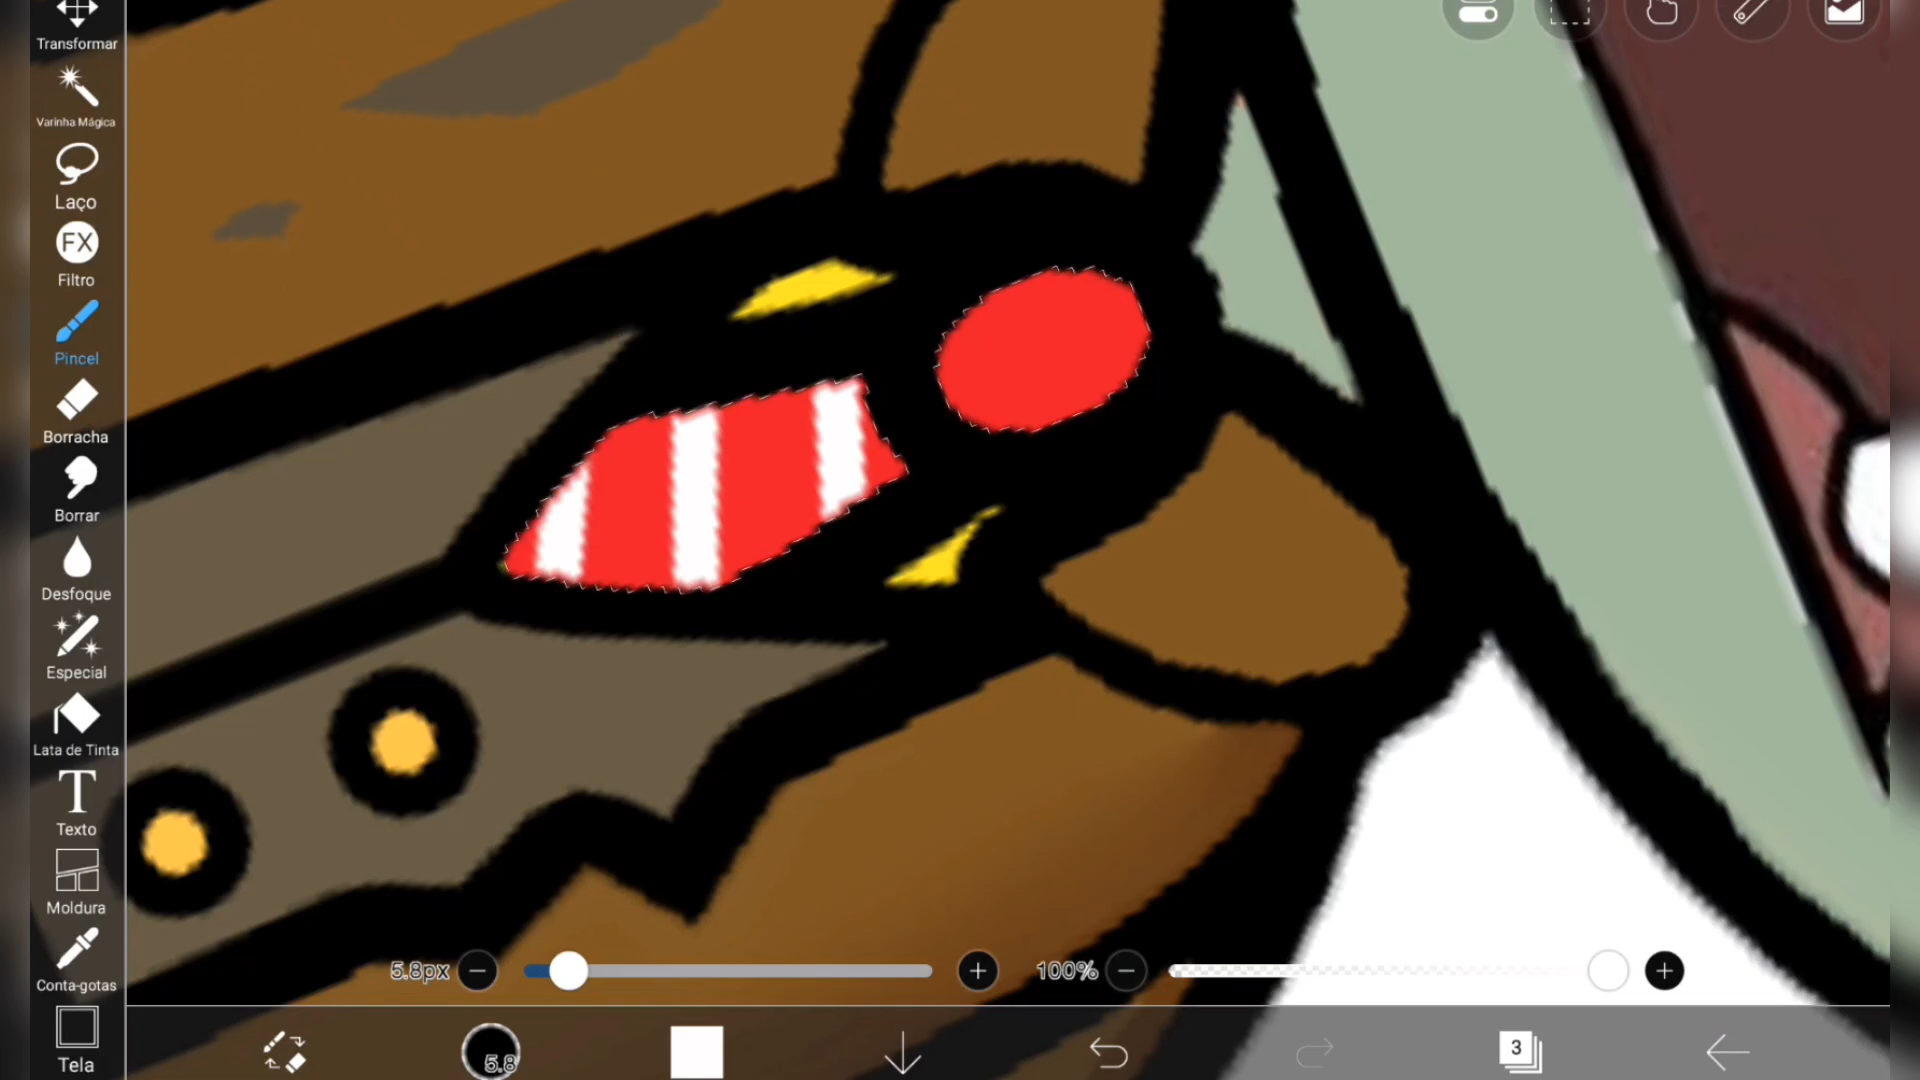 Transformar
Varinha Mágica
Laço
FX
Filtro
Pincel
Borracha
Borrar
Desfoque
Especial
Lata de Tinta
T
Texto
Moldura
Conta-gotas
Tela
5.8px
100%
5.8
3